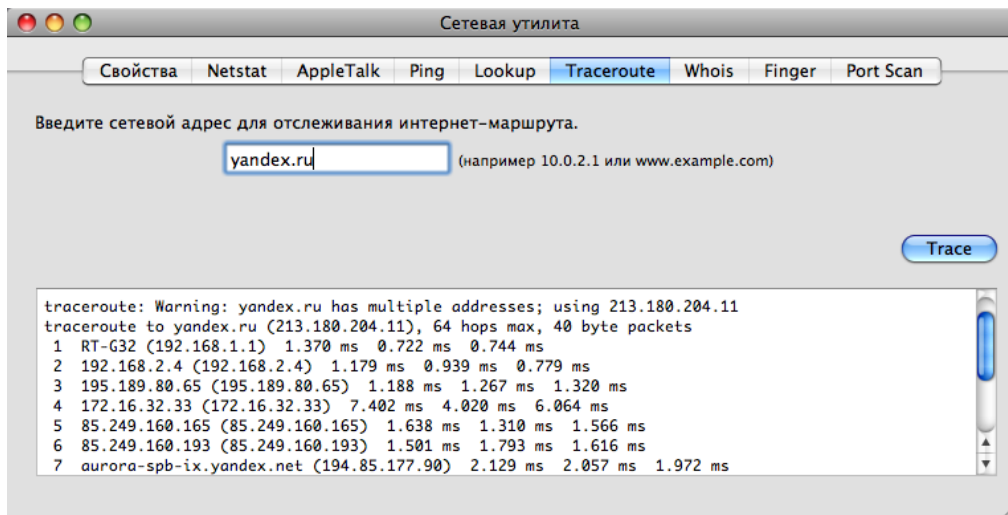 Сетевая утилита
Свойства Netstat AppleTalk Ping Lookup Traceroute Whois Finger Port Scan
Введите сетевой адрес для отслеживания интернет-маршрута.
yandex.ru (например 10.0.2.1 или www.example.com)
Trace
traceroute: Warning: yandex.ru has multiple addresses; using 213.180.204.11
traceroute to yandex.ru (213.180.204.11), 64 hops max, 40 byte packets
1 RT-G32 (192.168.1.1) 1.370 ms 0.722 ms 0.744 ms
2 192.168.2.4 (192.168.2.4) 1.179 ms 0.939 ms 0.779 ms
3 195.189.80.65 (195.189.80.65) 1.188 ms 1.267 ms 1.320 ms
4 172.16.32.33 (172.16.32.33) 7.402 ms 4.020 ms 6.064 ms
5 85.249.160.165 (85.249.160.165) 1.638 ms 1.310 ms 1.566 ms
6 85.249.160.193 (85.249.160.193) 1.501 ms 1.793 ms 1.616 ms
7 aurora-spb-ix.yandex.net (194.85.177.90) 2.129 ms 2.057 ms 1.972 ms